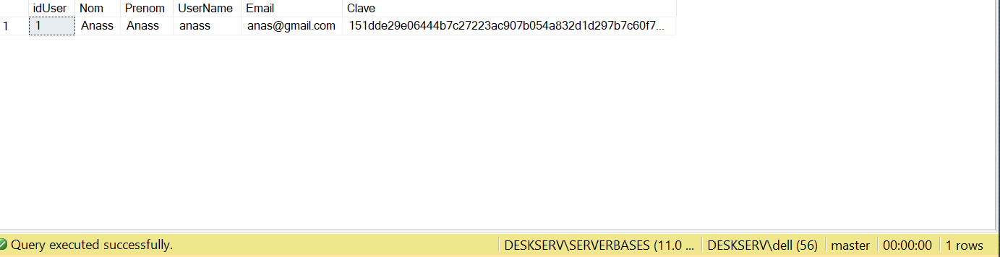 idUser Nom Prenom UserName Email Clave
1 1 Anass Anass anass anas@gmail.com 151dde29e06444b7c27223ac907b054a832d1d297b7c60f7...
Query executed successfully. DESKSERV\SERVERBASES (11.0 ... DESKSERV\dell (56) master 00:00:00 1 rows